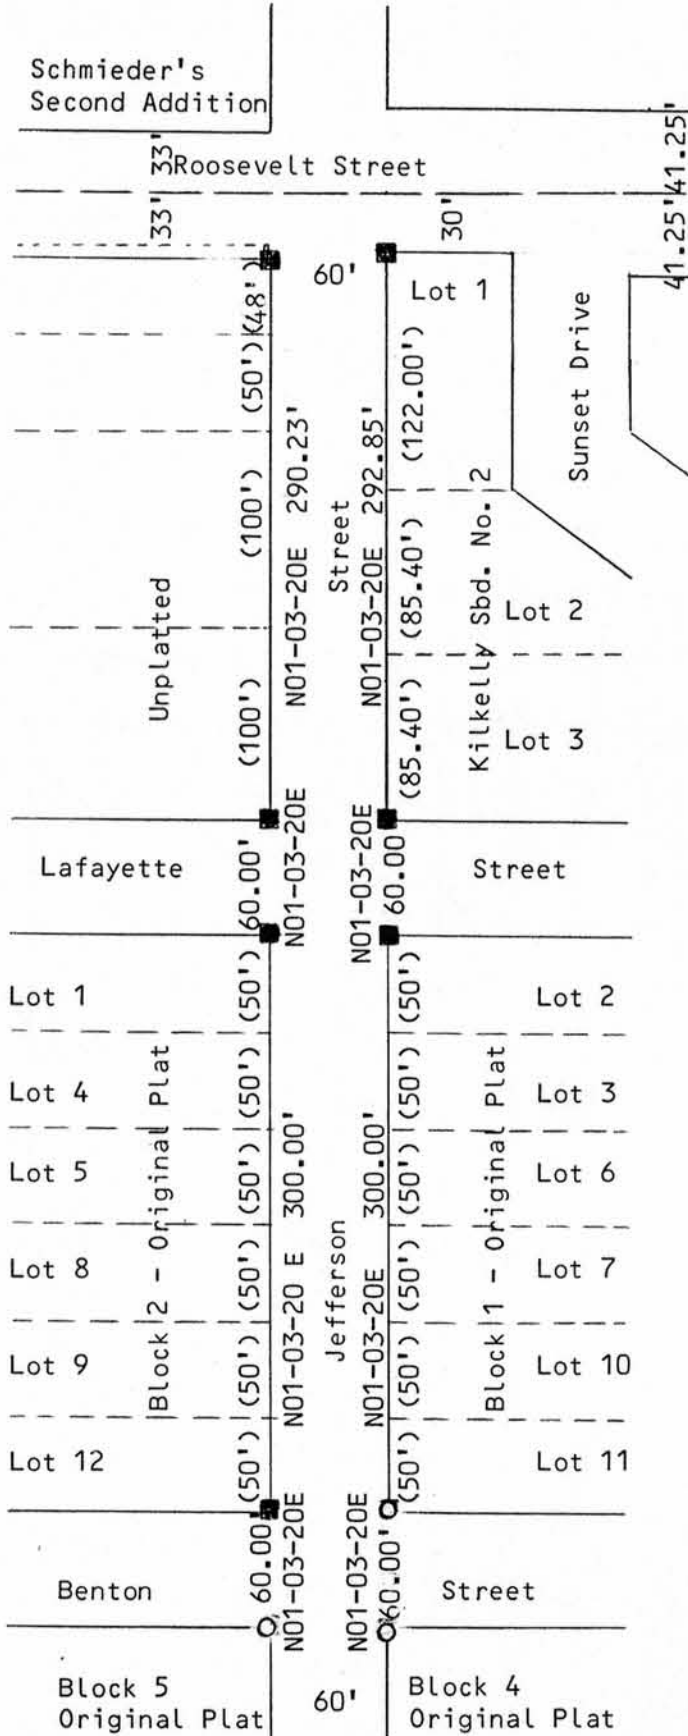 Schmieder's
Second Addition
33'
33'
Roosevelt Street
30'
41.25'
41.25'
60'
Lot 1
(48')
(50')
(100')
(100')
Unplatted
N01-03-20E 290.23'
Street
N01-03-20E 292.85'
(122.00')
(85.40')
(85.40')
Kilkelly Sbd. No. 2
Sunset Drive
Lot 2
Lot 3
Lafayette
60.00'
N01-03-20E
N01-03-20E
60.00
Street
Lot 1
Lot 4
Lot 5
Lot 8
Lot 9
Lot 12
Block 2 - Original Plat
(50')
(50')
(50')
(50')
(50')
(50')
N01-03-20 E 300.00'
Jefferson
N01-03-20E 300.00'
(50')
(50')
(50')
(50')
(50')
(50')
Block 1 - Original Plat
Lot 2
Lot 3
Lot 6
Lot 7
Lot 10
Lot 11
Benton
60.00'
N01-03-20E
N01-03-20E
60.00'
Street
Block 5
Original Plat
60'
Block 4
Original Plat